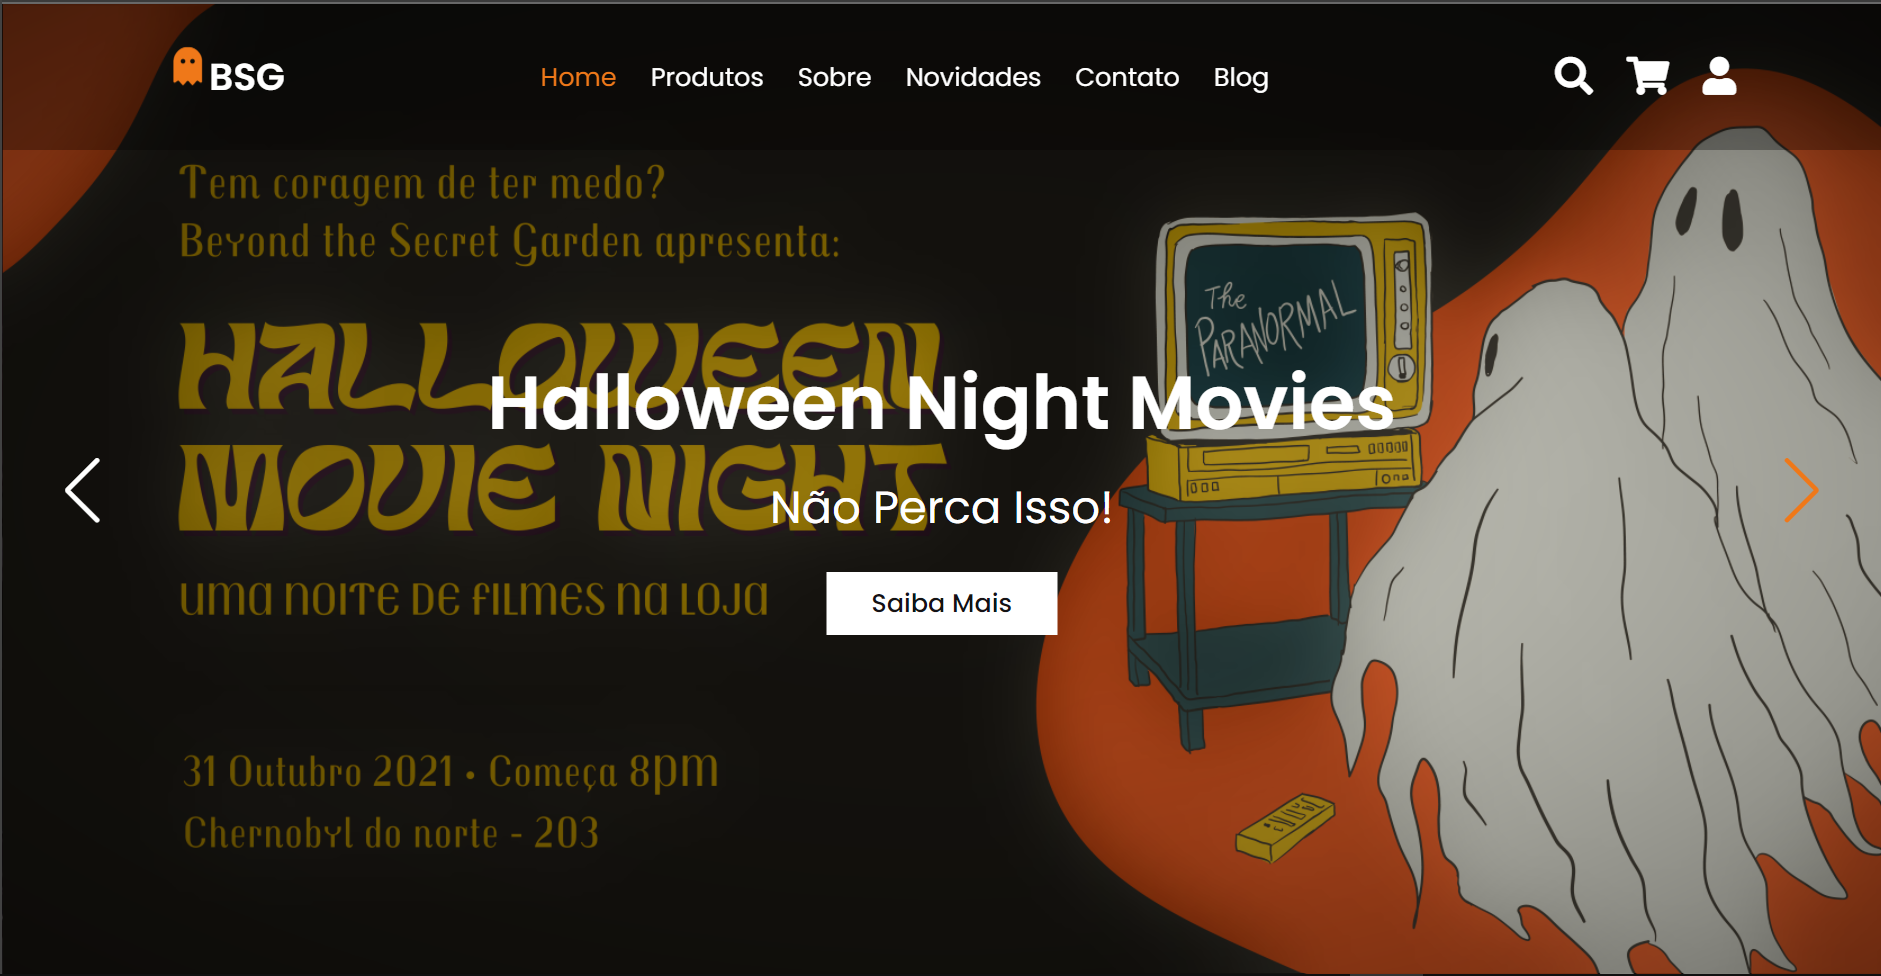 BSG
Home Produtos Sobre Novidades Contato Blog
Tem coragem de ter medo?
Beyond the Secret Garden apresenta:
HALLOWEEN
MOVIE NIGHT
uma noite de filmes na loja
31 Outubro 2021 • Começa 8pm
Chernobyl do norte - 203
The
PARANORMAL
Halloween Night Movies
Não Perca Isso!
Saiba Mais